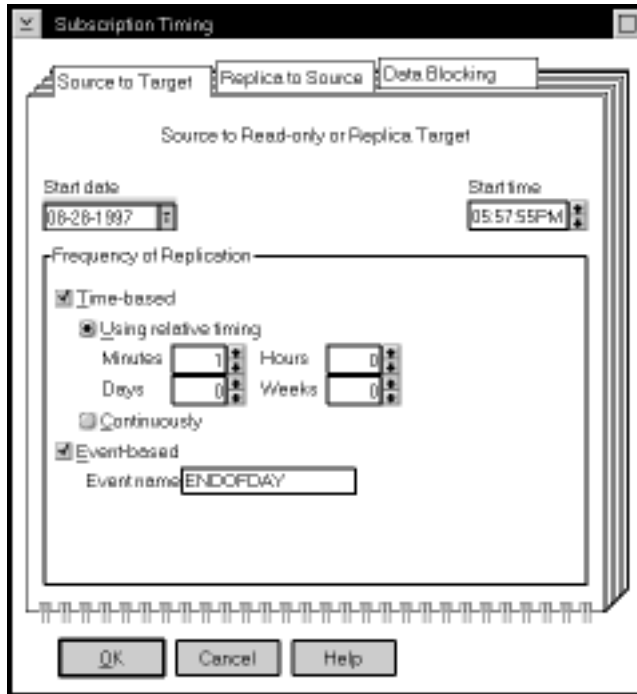 Subscription Timing
Source to Target Replica to Source Data Blocking
Source to Read-only or Replica Target
Start date Start time
08-28-1997 05:57:55PM
Frequency of Replication
Time-based
Using relative timing
Minutes 1 Hours 0
Days 0 Weeks 0
Continuously
Event-based
Event name ENDOFDAY
OK Cancel Help